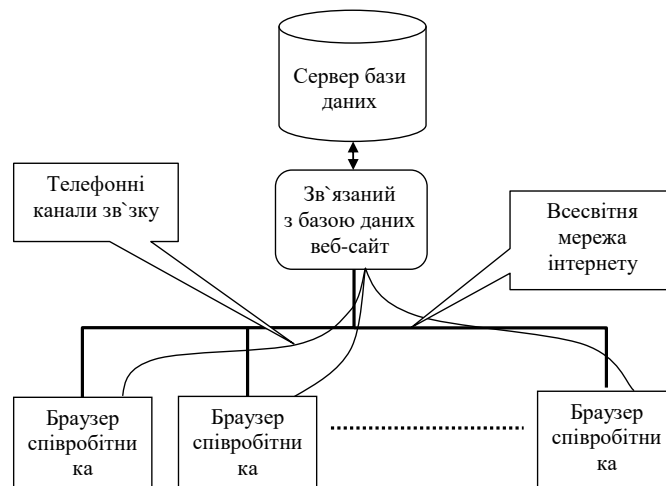 Сервер бази
даних
Телефонні
канали зв`зку
Зв`язаний
з базою даних
веб-сайт
Всесвітня
мережа
інтернету
Браузер
співробітни
ка
Браузер
співробітни
ка
Браузер
співробітни
ка